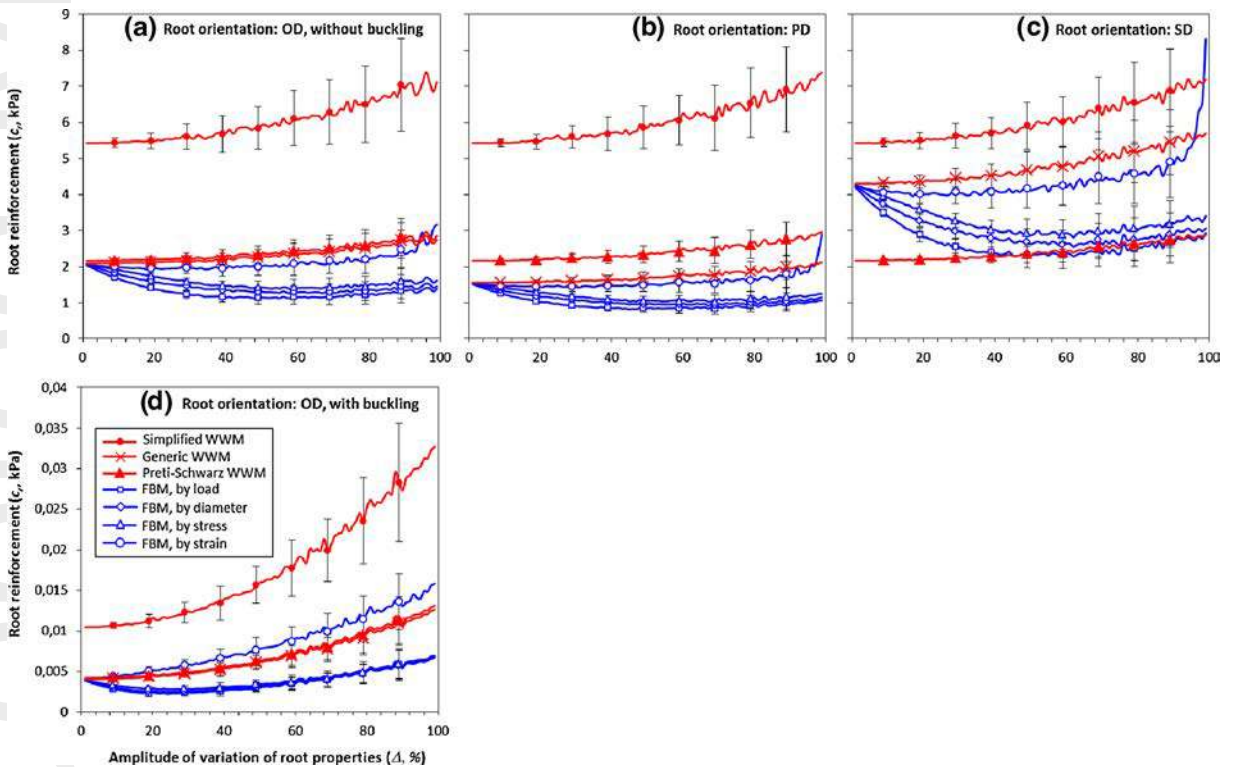 (a) Root orientation: OD, without buckling
(b) Root orientation: PD
(c) Root orientation: SD
Root reinforcement (cᵣ, kPa)
9
8
7
6
5
4
3
2
1
0
0 20 40 60 80 100
0 20 40 60 80 100
0 20 40 60 80 100
(d) Root orientation: OD, with buckling
Root reinforcement (cᵣ, kPa)
0,04
0,035
0,03
0,025
0,02
0,015
0,01
0,005
0
Simplified WWM
Generic WWM
Preti-Schwarz WWM
FBM, by load
FBM, by diameter
FBM, by stress
FBM, by strain
0 20 40 60 80 100
Amplitude of variation of root properties (Δ, %)